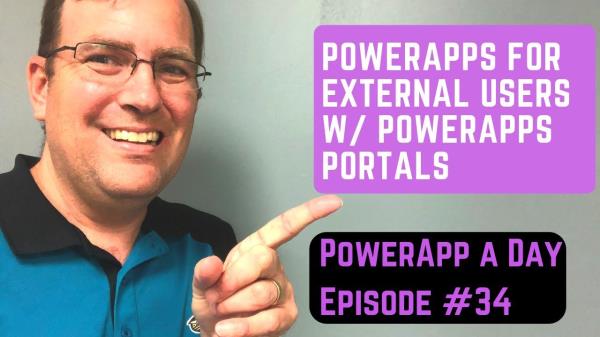 POWERAPPS FOR
EXTERNAL USERS
W/ POWERAPPS
PORTALS
PowerApp a Day
Episode #34